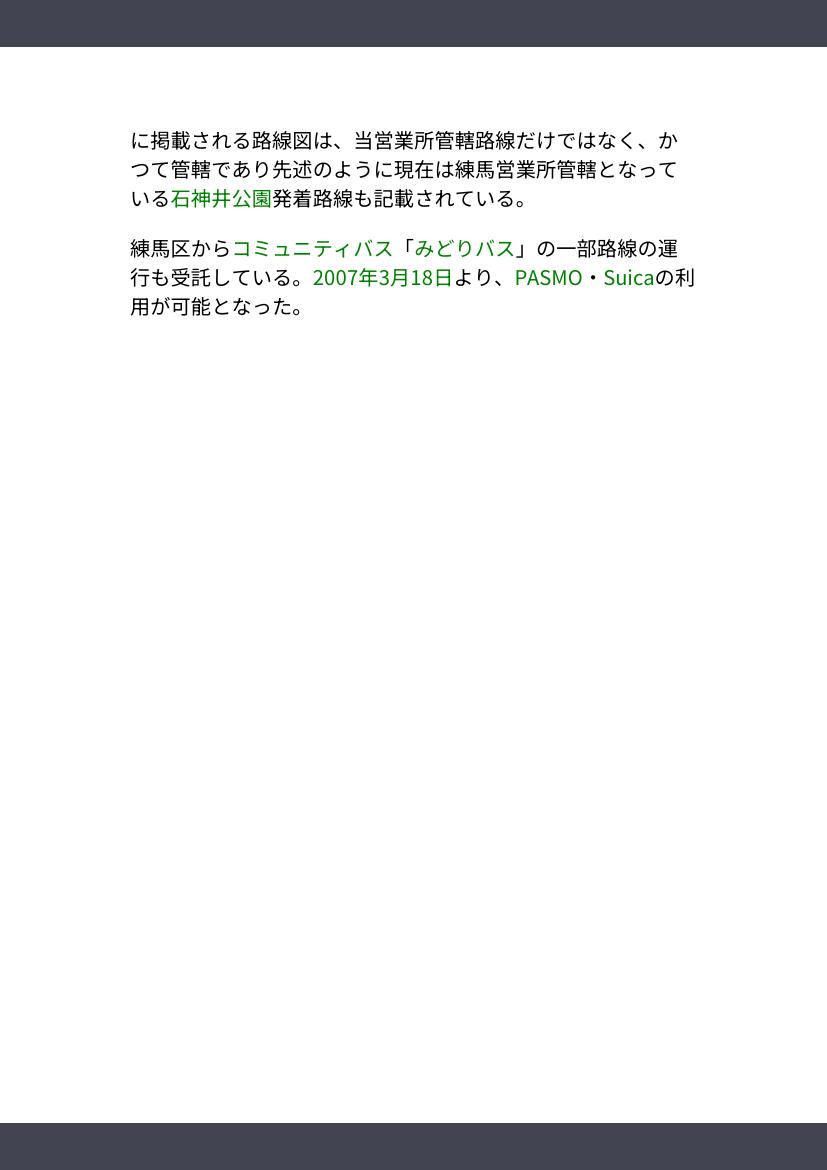 に掲載される路線図は、当営業所管轄路線だけではなく、か
つて管轄であり先述のように現在は練馬営業所管轄となって
いる石神井公園発着路線も記載されている。
練馬区からコミュニティバス「みどりバス」の一部路線の運
行も受託している。2007年3月18日より、PASMO・Suicaの利
用が可能となった。